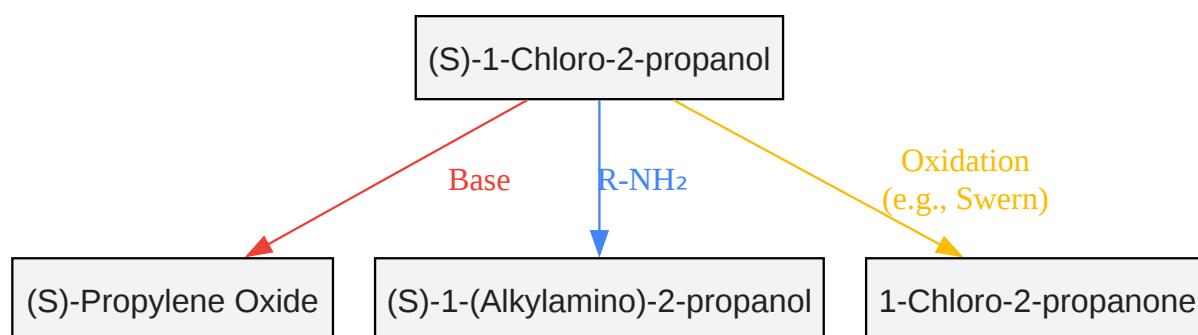 (S)-1-Chloro-2-propanol
Base
R-NH₂
Oxidation
(e.g., Swern)
(S)-Propylene Oxide
(S)-1-(Alkylamino)-2-propanol
1-Chloro-2-propanone